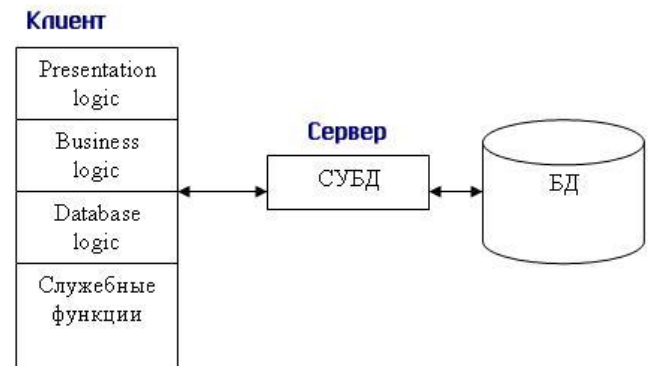 Клиент
Presentation
logic
Business
logic
Database
logic
Служебные
функции
Сервер
СУБД
БД